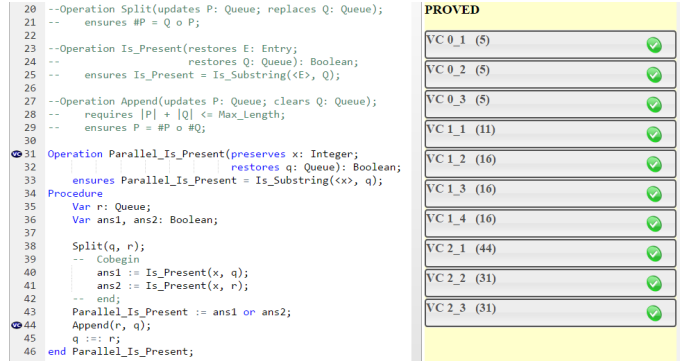 20 --Operation Split(updates P: Queue; replaces Q: Queue);
21 --     ensures #P = Q o P;
22
23 --Operation Is_Present(restores E: Entry;
24 --                      restores Q: Queue): Boolean;
25 --     ensures Is_Present = Is_Substring(<E>, Q);
26
27 --Operation Append(updates P: Queue; clears Q: Queue);
28 --     requires |P| + |Q| <= Max_Length;
29 --     ensures P = #P o #Q;
30
VC 31 Operation Parallel_Is_Present(preserves x: Integer;
32                               restores q: Queue): Boolean;
33     ensures Parallel_Is_Present = Is_Substring(<x>, q);
34 Procedure
35     Var r: Queue;
36     Var ans1, ans2: Boolean;
37
38     Split(q, r);
39     --  Cobegin
40         ans1 := Is_Present(x, q);
41         ans2 := Is_Present(x, r);
42     --  end;
43     Parallel_Is_Present := ans1 or ans2;
VC 44     Append(r, q);
45     q :=: r;
46 end Parallel_Is_Present;
PROVED
VC 0_1 (5)
VC 0_2 (5)
VC 0_3 (5)
VC 1_1 (11)
VC 1_2 (16)
VC 1_3 (16)
VC 1_4 (16)
VC 2_1 (44)
VC 2_2 (31)
VC 2_3 (31)